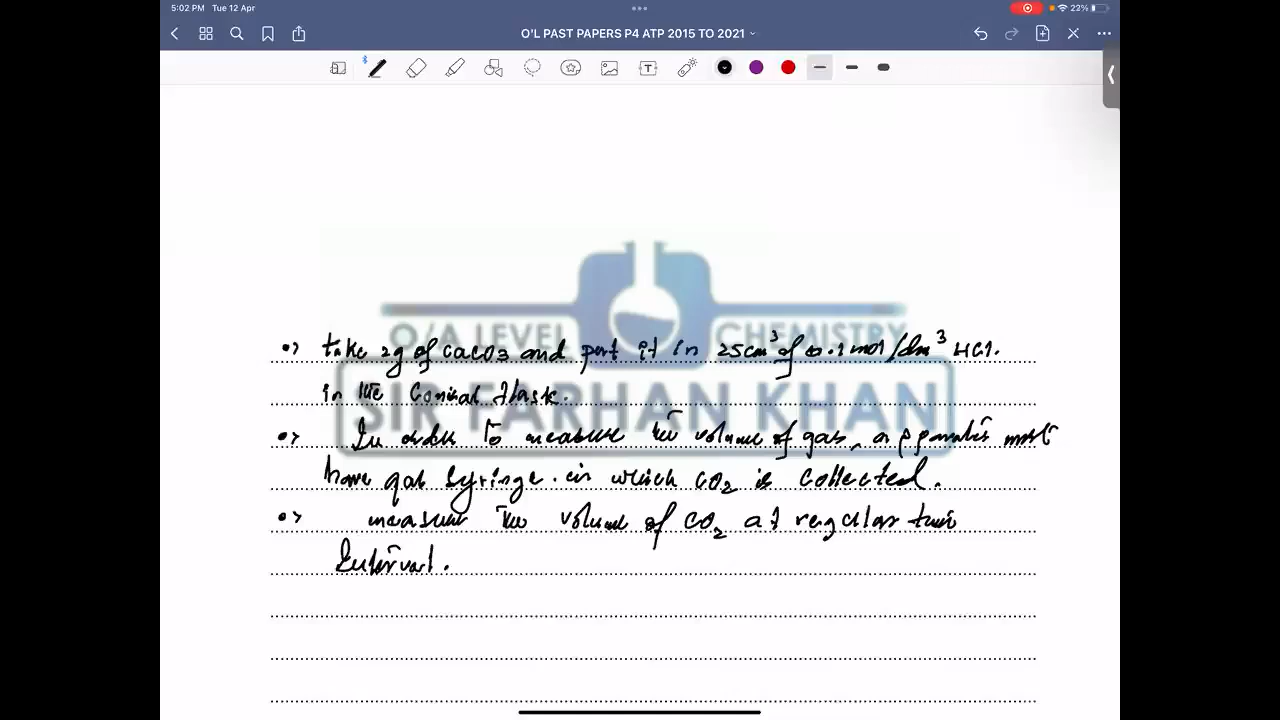 5:02 PM Tue 12 Apr
22%
O'L PAST PAPERS P4 ATP 2015 TO 2021
T
O/A LEVEL CHEMISTRY
SIR FARHAN KHAN
take 2g of CaCO3 and put it in 25cm³ of 0.1 mol/dm³ HCl.
in the Conical flask.
In order to measure the volume of gas, apparatus must
have gas syringe. in which CO₂ is collected.
measure the volume of CO₂ at regular time
Interval.